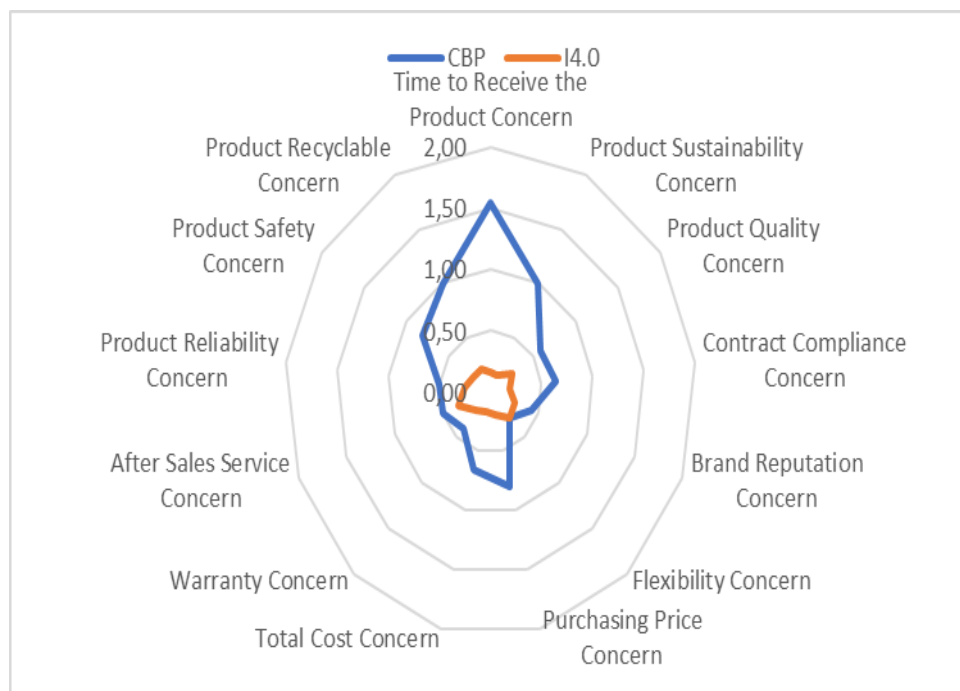 CBP I4.0
Time to Receive the
Product Concern
Product Recyclable
Concern
Product Sustainability
Concern
Product Safety
Concern
Product Quality
Concern
Product Reliability
Concern
Contract Compliance
Concern
After Sales Service
Concern
Brand Reputation
Concern
Warranty Concern
Flexibility Concern
Total Cost Concern
Purchasing Price
Concern
2,00
1,50
1,00
0,50
0,00